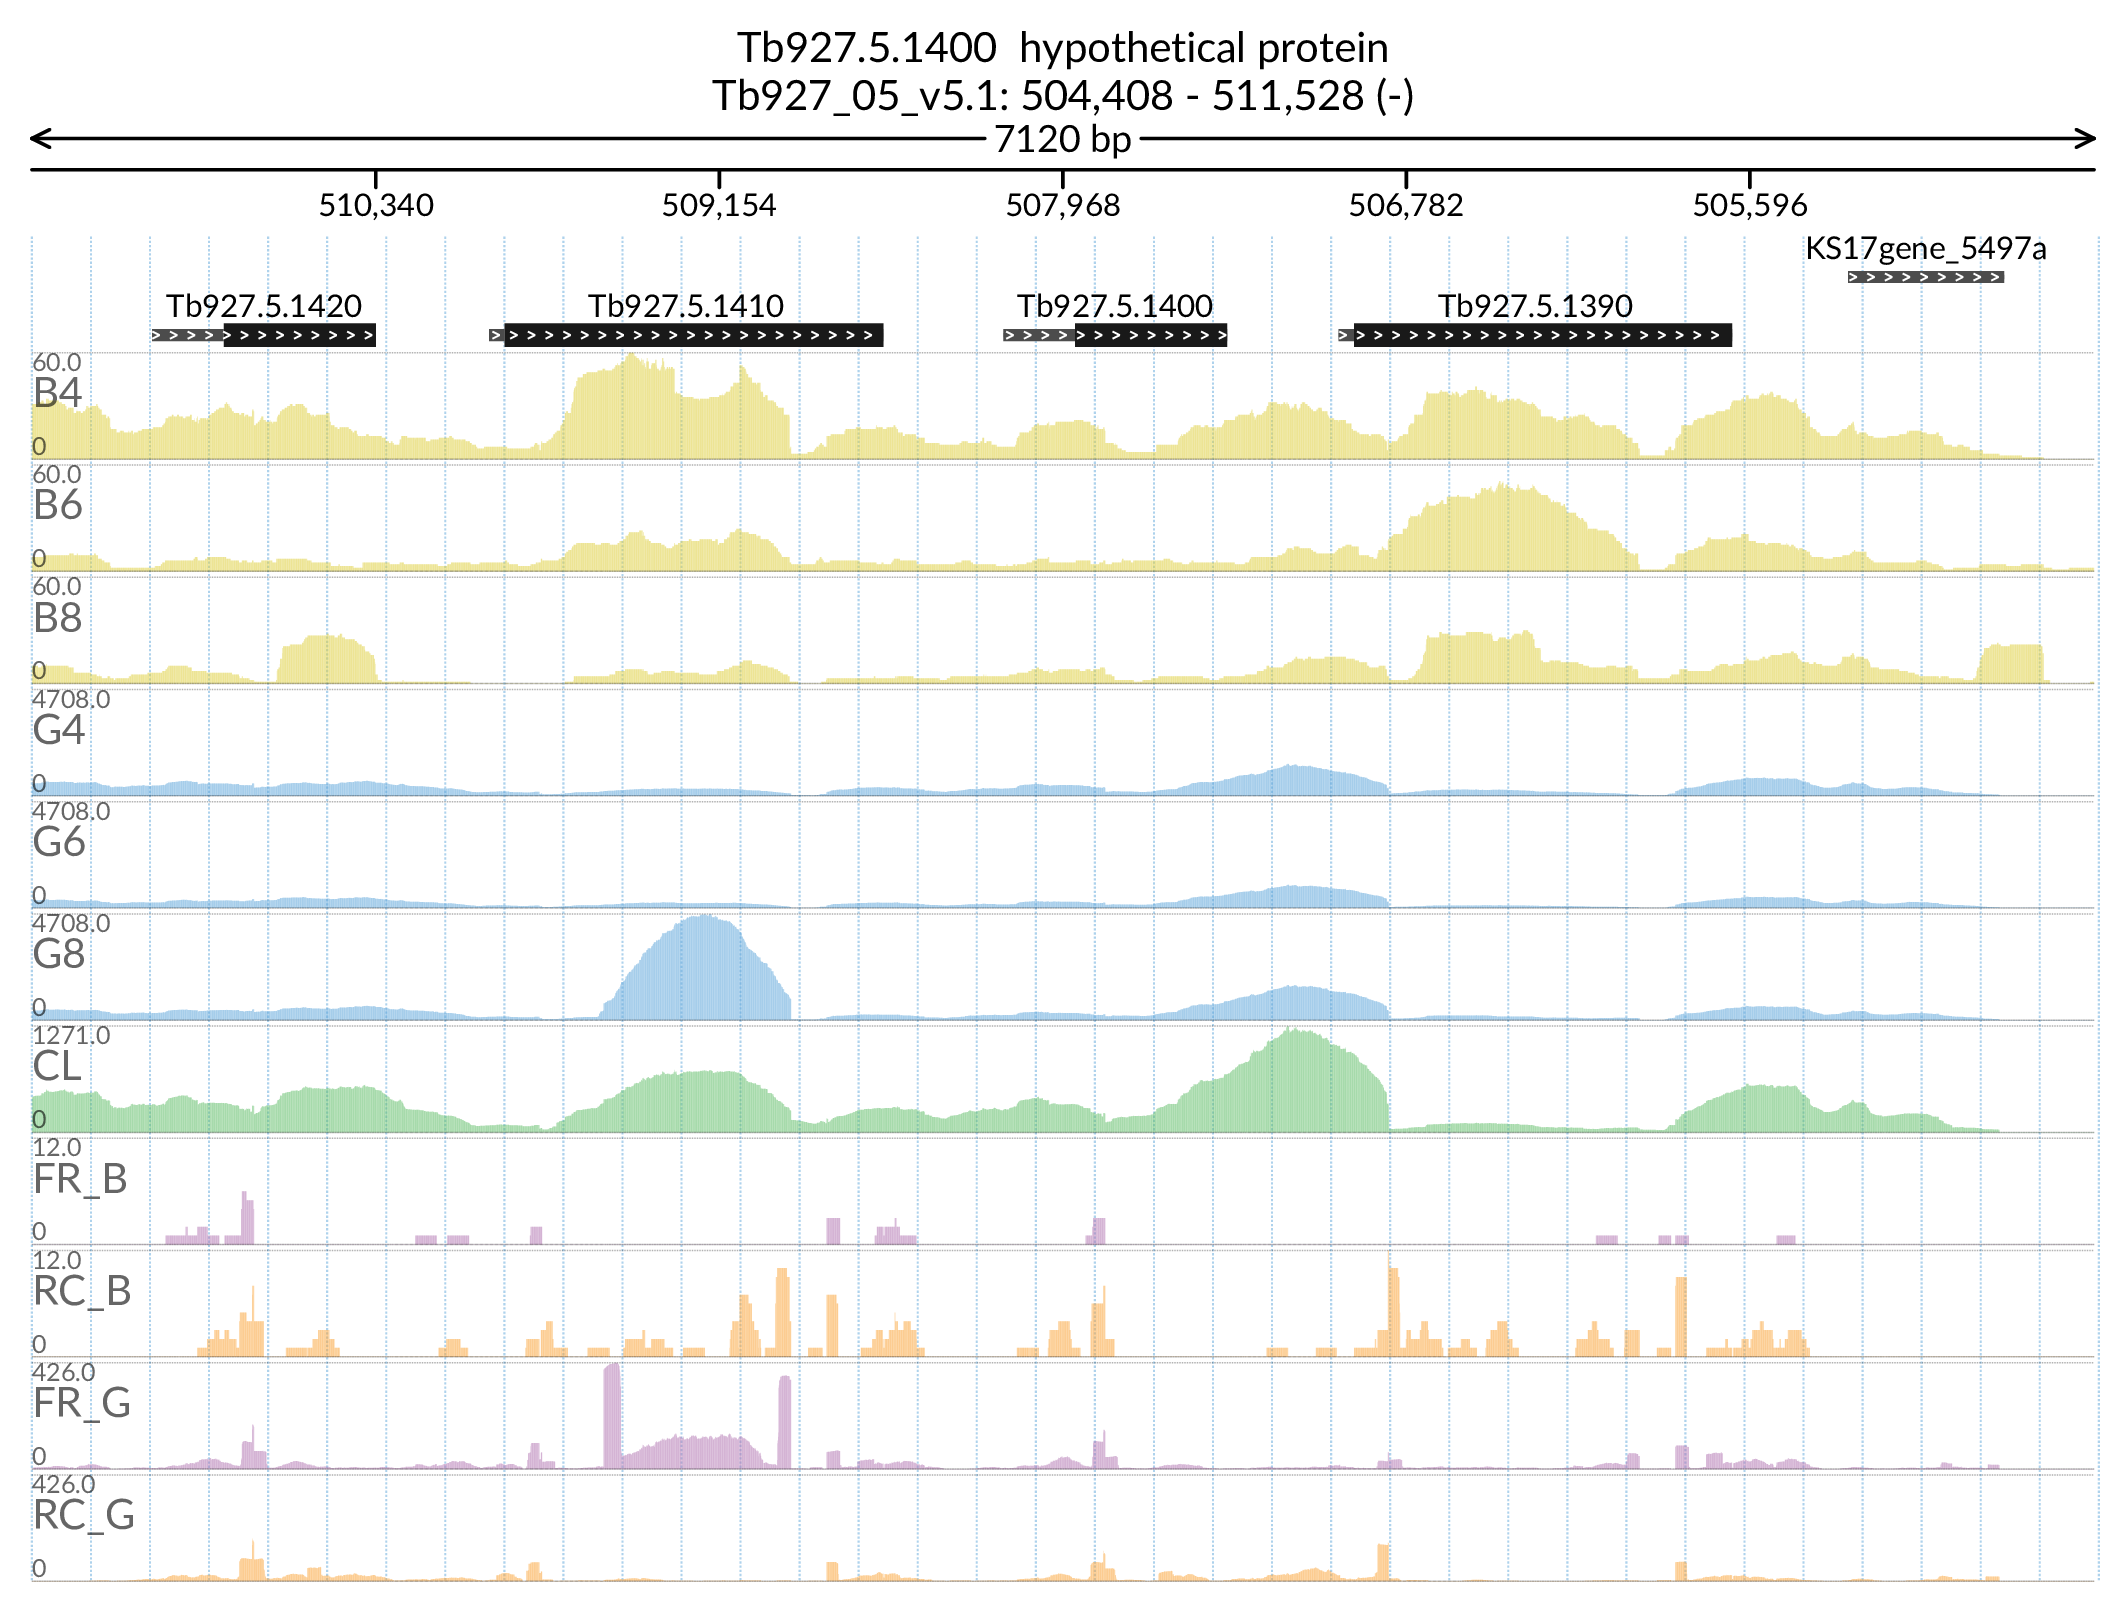 Tb927.5.1400 hypothetical protein
Tb927_05_v5.1: 504,408 - 511,528 (-)
7120 bp
510,340 509,154 507,968 506,782 505,596
KS17gene_5497a
Tb927.5.1420 Tb927.5.1410 Tb927.5.1400 Tb927.5.1390
60.0
B4
0
60.0
B6
0
60.0
B8
0
4708.0
G4
0
4708.0
G6
0
4708.0
G8
0
1271.0
CL
0
12.0
FR_B
0
12.0
RC_B
0
426.0
FR_G
0
426.0
RC_G
0